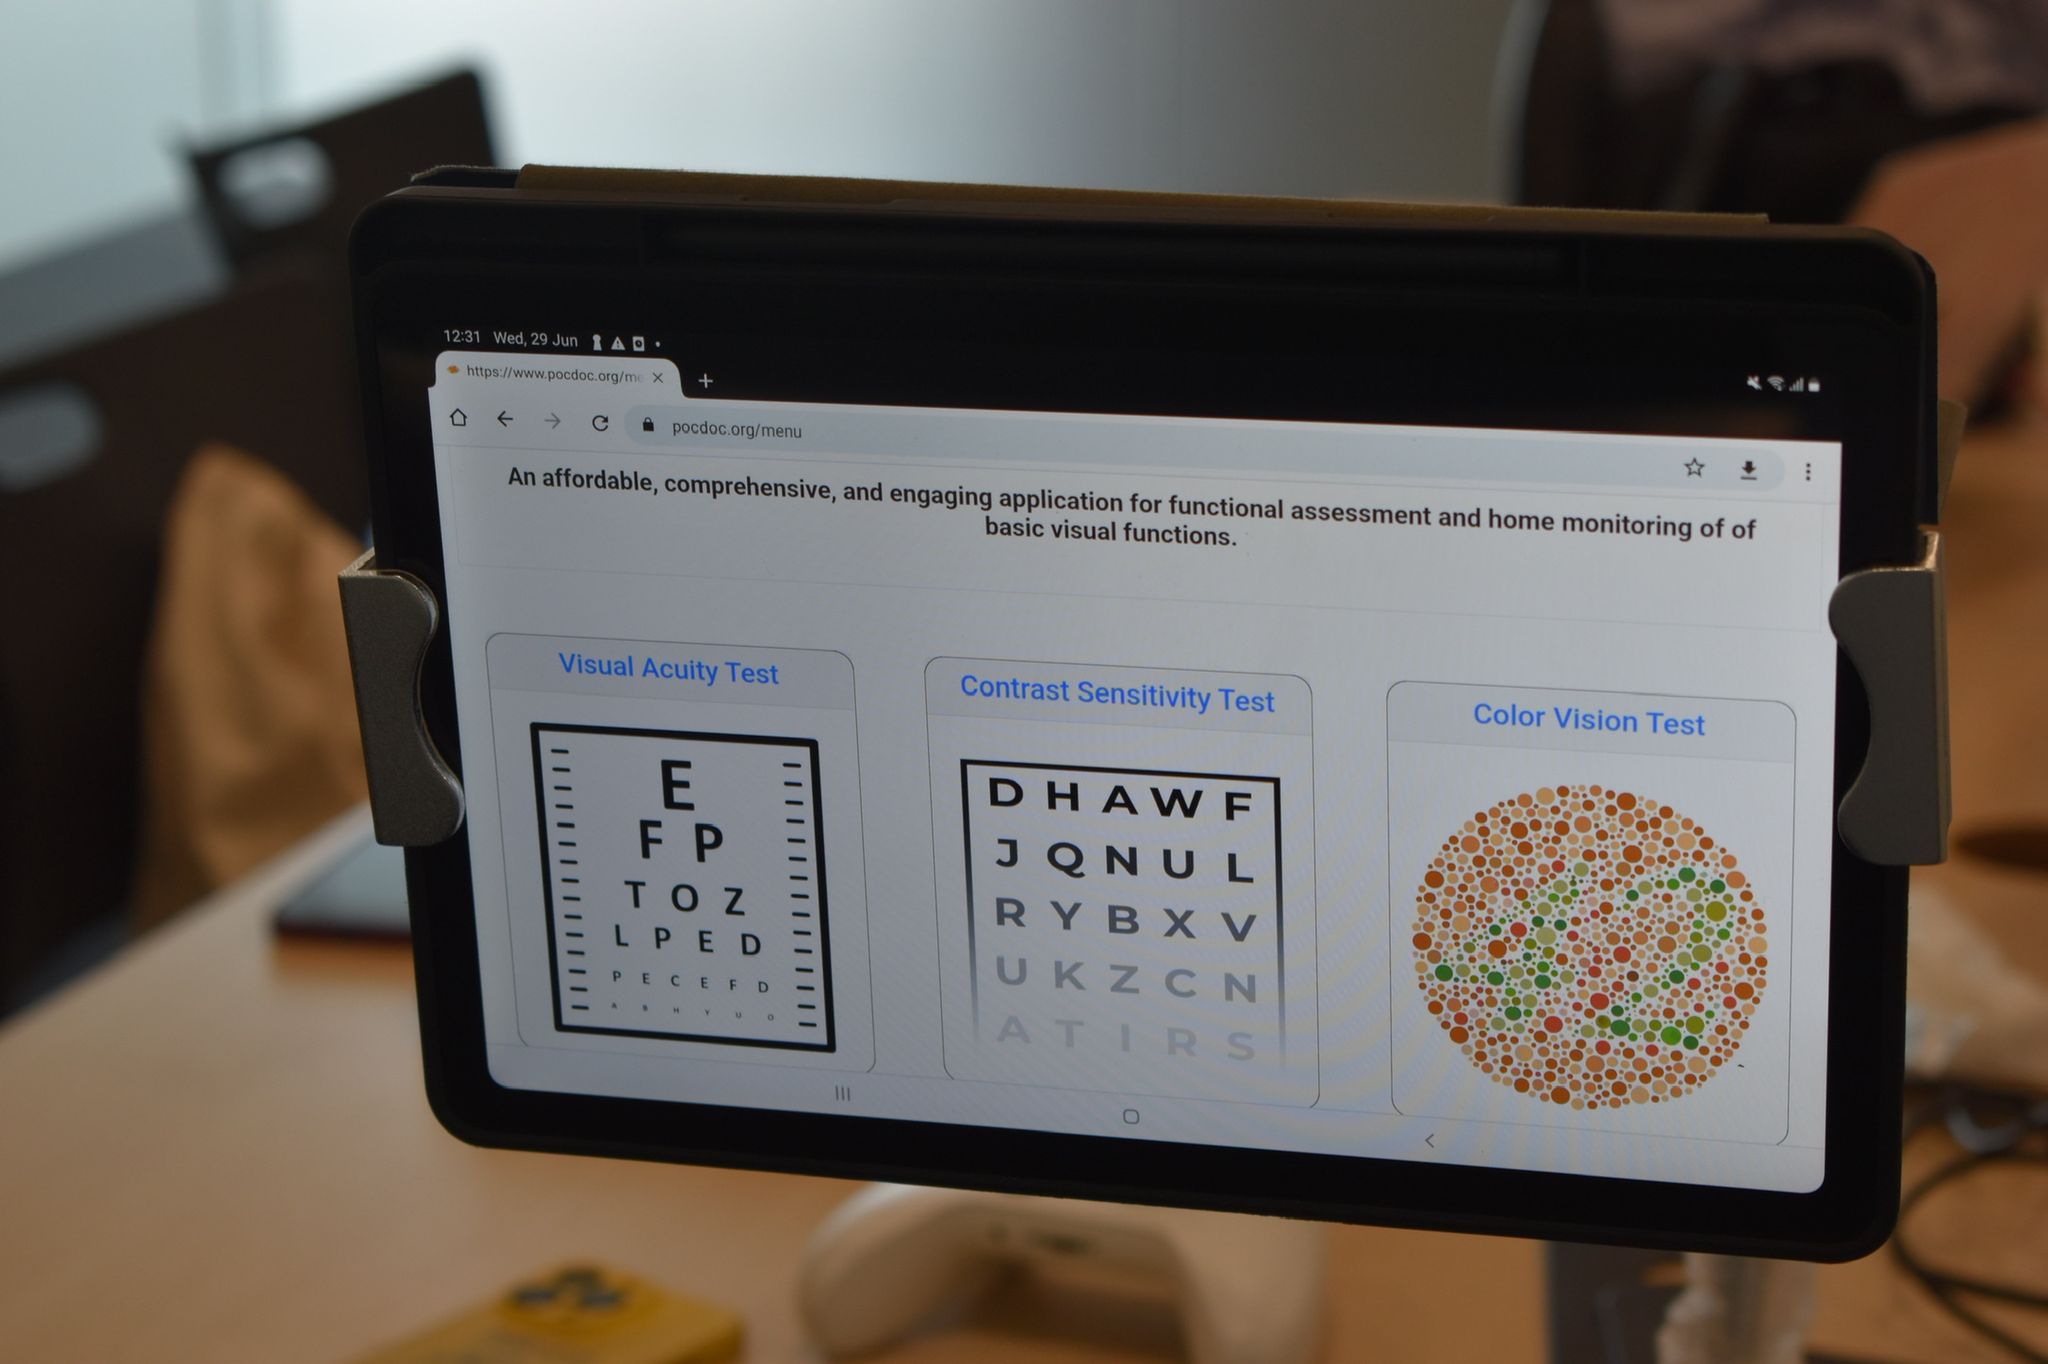 12:31 Wed, 29 Jun
https://www.pocdoc.org/me
pocdoc.org/menu
An affordable, comprehensive, and engaging application for functional assessment and home monitoring of of
basic visual functions.
Visual Acuity Test
E
F P
T O Z
L P E D
P E C E F D
A B H Y U O
Contrast Sensitivity Test
D H A W F
J Q N U L
R Y B X V
U K Z C N
A T I R S
Color Vision Test
42